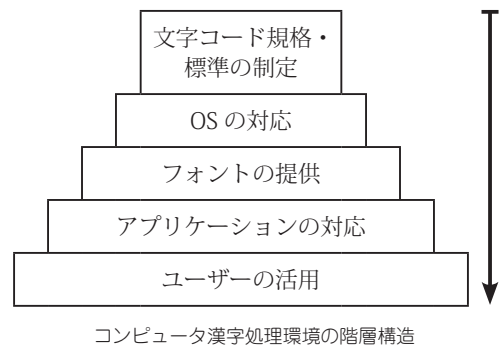 文字コード規格・
標準の制定
OS の対応
フォントの提供
アプリケーションの対応
ユーザーの活用
コンピュータ漢字処理環境の階層構造